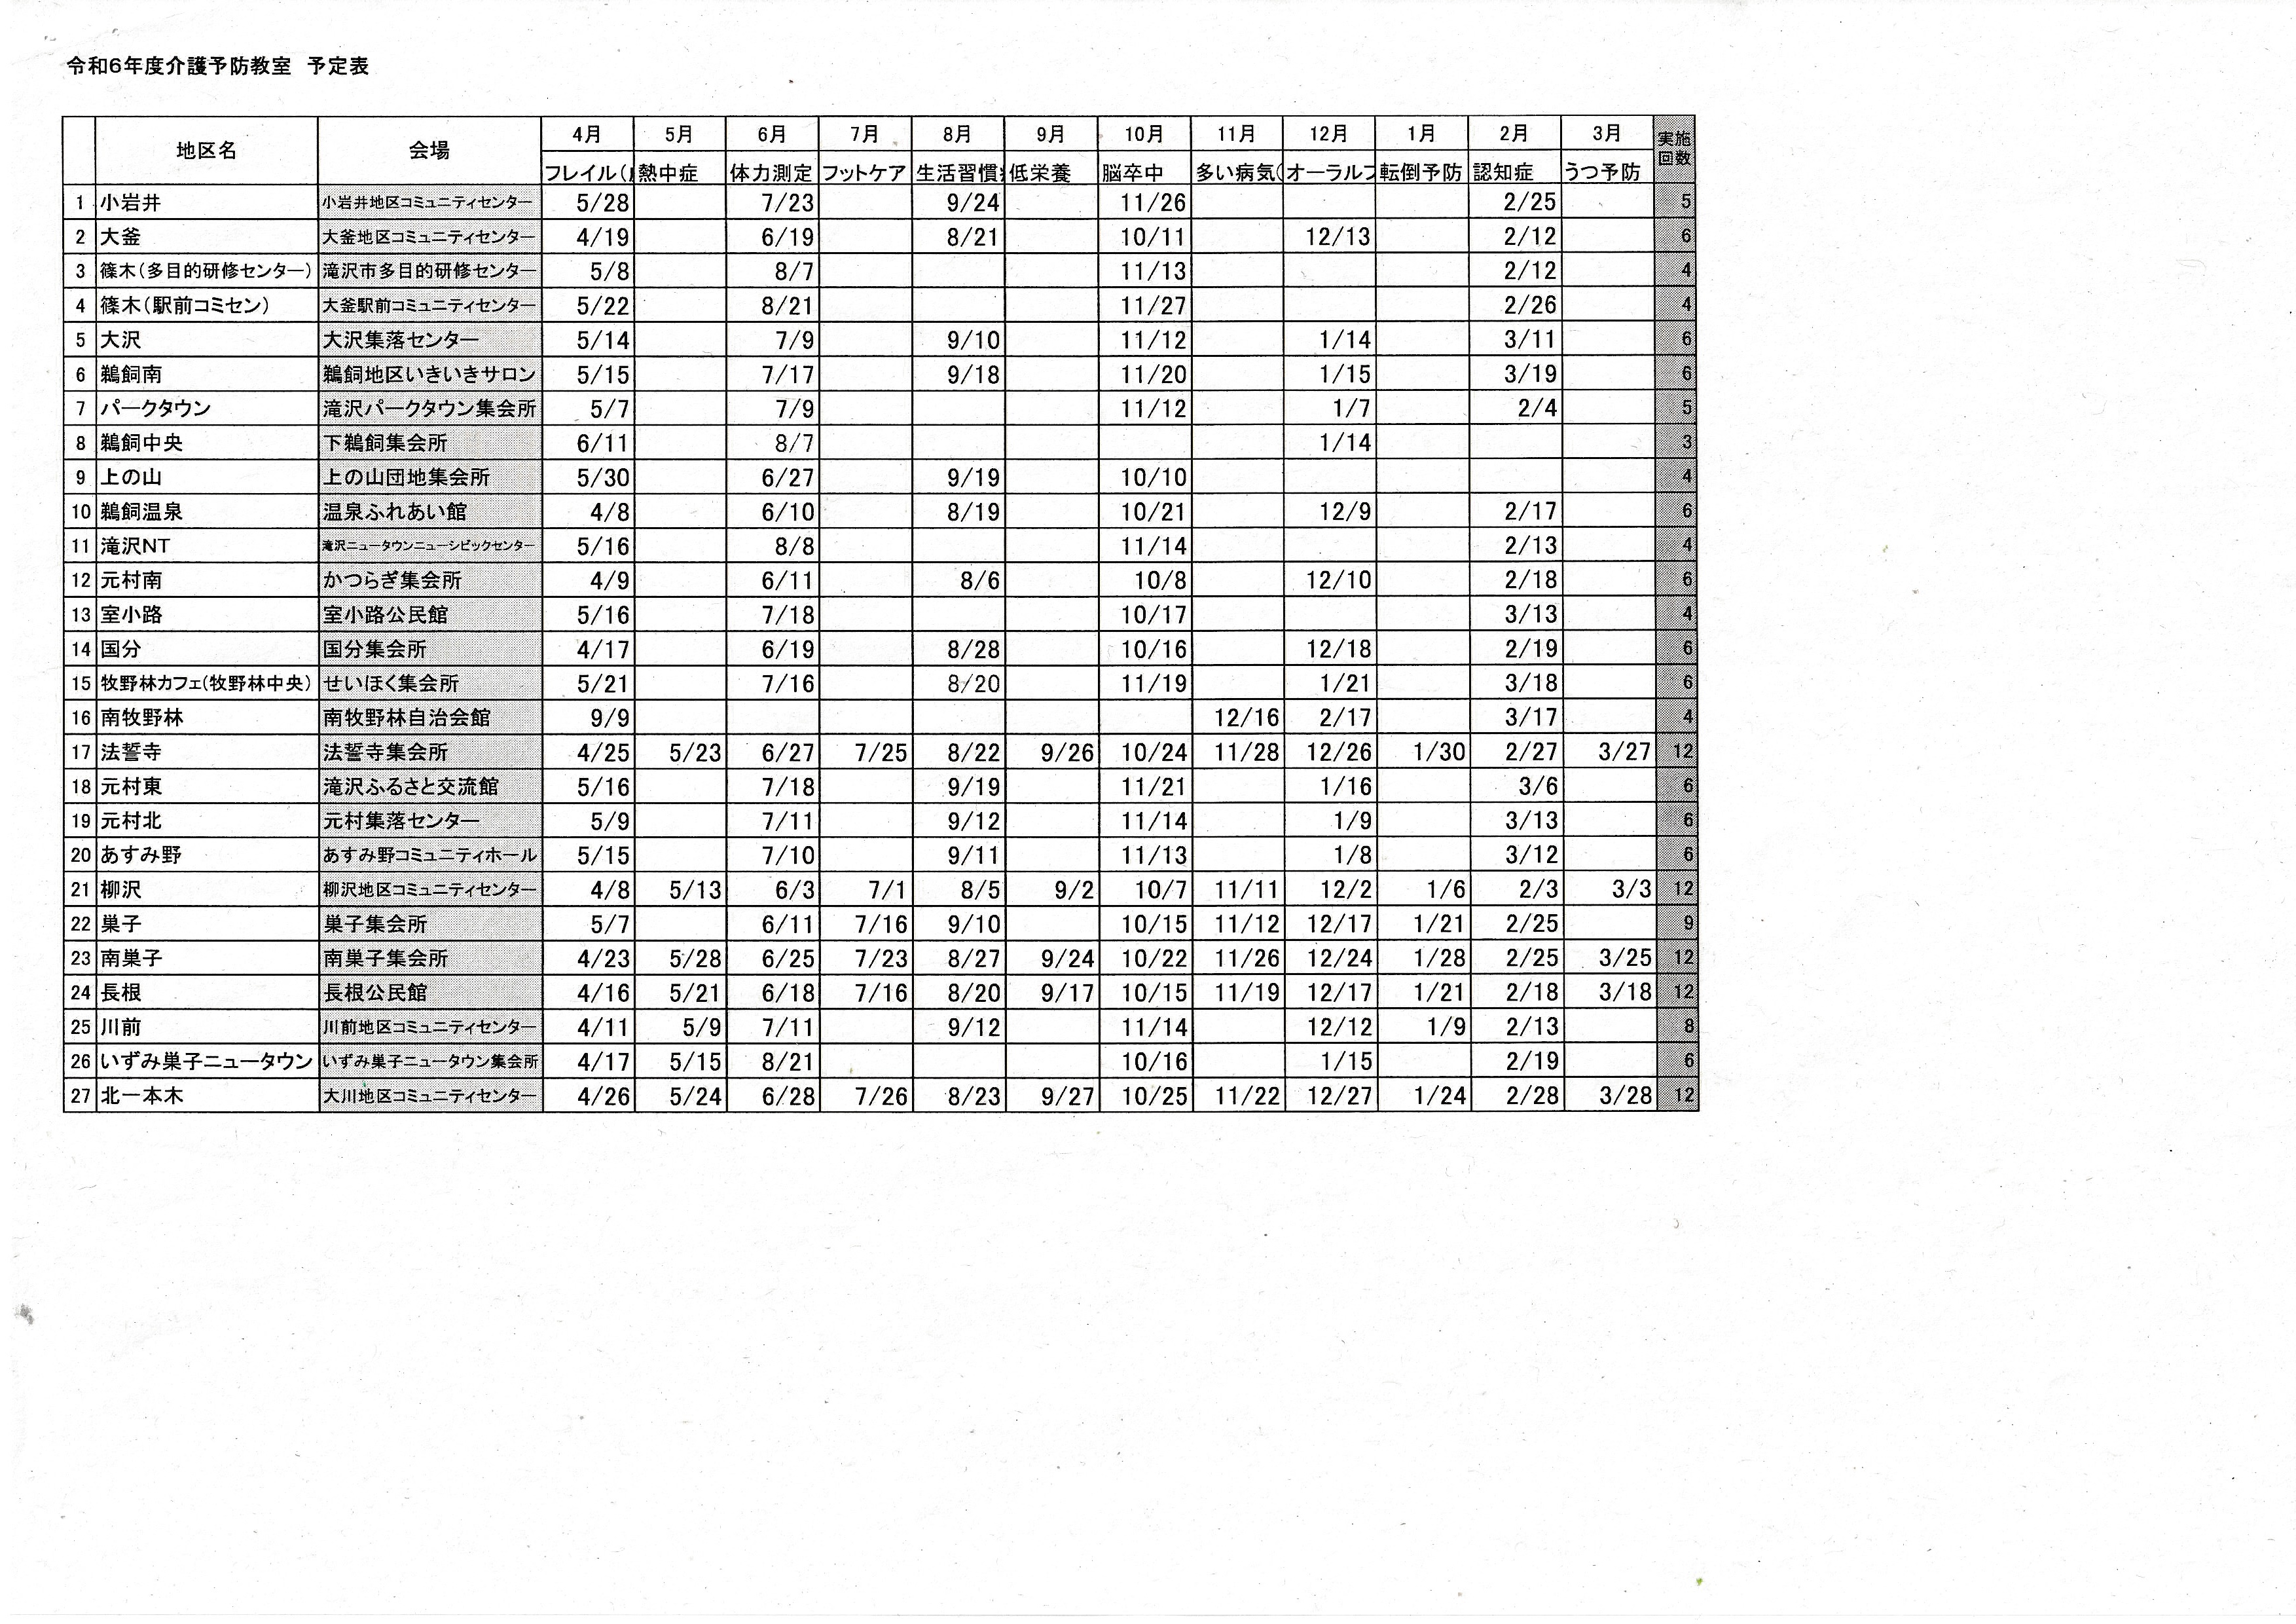 令和6年度介護予防教室 予定表
地区名 会場 4月 5月 6月 7月 8月 9月 10月 11月 12月 1月 2月 3月 実施回数
フレイル( 熱中症 体力測定 フットケア 生活習慣 低栄養 脳卒中 多い病気( オーラルフ 転倒予防 認知症 うつ予防
1 小岩井 小岩井地区コミュニティセンター 5/28 7/23 9/24 11/26 2/25 5
2 大釜 大釜地区コミュニティセンター 4/19 6/19 8/21 10/11 12/13 2/12 6
3 篠木(多目的研修センター) 滝沢市多目的研修センター 5/8 8/7 11/13 2/12 4
4 篠木(駅前コミセン) 大釜駅前コミュニティセンター 5/22 8/21 11/27 2/26 4
5 大沢 大沢集落センター 5/14 7/9 9/10 11/12 1/14 3/11 6
6 鵜飼南 鵜飼地区いきいきサロン 5/15 7/17 9/18 11/20 1/15 3/19 6
7 パークタウン 滝沢パークタウン集会所 5/7 7/9 11/12 1/7 2/4 5
8 鵜飼中央 下鵜飼集会所 6/11 8/7 1/14 3
9 上の山 上の山団地集会所 5/30 6/27 9/19 10/10 4
10 鵜飼温泉 温泉ふれあい館 4/8 6/10 8/19 10/21 12/9 2/17 6
11 滝沢NT 滝沢ニュータウンニューシビックセンター 5/16 8/8 11/14 2/13 4
12 元村南 かつらぎ集会所 4/9 6/11 8/6 10/8 12/10 2/18 6
13 室小路 室小路公民館 5/16 7/18 10/17 3/13 4
14 国分 国分集会所 4/17 6/19 8/28 10/16 12/18 2/19 6
15 牧野林カフェ(牧野林中央) せいほく集会所 5/21 7/16 8/20 11/19 1/21 3/18 6
16 南牧野林 南牧野林自治会館 9/9 12/16 2/17 3/17 4
17 法誓寺 法誓寺集会所 4/25 5/23 6/27 7/25 8/22 9/26 10/24 11/28 12/26 1/30 2/27 3/27 12
18 元村東 滝沢ふるさと交流館 5/16 7/18 9/19 11/21 1/16 3/6 6
19 元村北 元村集落センター 5/9 7/11 9/12 11/14 1/9 3/13 6
20 あすみ野 あすみ野コミュニティホール 5/15 7/10 9/11 11/13 1/8 3/12 6
21 柳沢 柳沢地区コミュニティセンター 4/8 5/13 6/3 7/1 8/5 9/2 10/7 11/11 12/2 1/6 2/3 3/3 12
22 巣子 巣子集会所 5/7 6/11 7/16 9/10 10/15 11/12 12/17 1/21 2/25 9
23 南巣子 南巣子集会所 4/23 5/28 6/25 7/23 8/27 9/24 10/22 11/26 12/24 1/28 2/25 3/25 12
24 長根 長根公民館 4/16 5/21 6/18 7/16 8/20 9/17 10/15 11/19 12/17 1/21 2/18 3/18 12
25 川前 川前地区コミュニティセンター 4/11 5/9 7/11 9/12 11/14 12/12 1/9 2/13 8
26 いずみ巣子ニュータウン いずみ巣子ニュータウン集会所 4/17 5/15 8/21 10/16 1/15 2/19 6
27 北一本木 大川地区コミュニティセンター 4/26 5/24 6/28 7/26 8/23 9/27 10/25 11/22 12/27 1/24 2/28 3/28 12